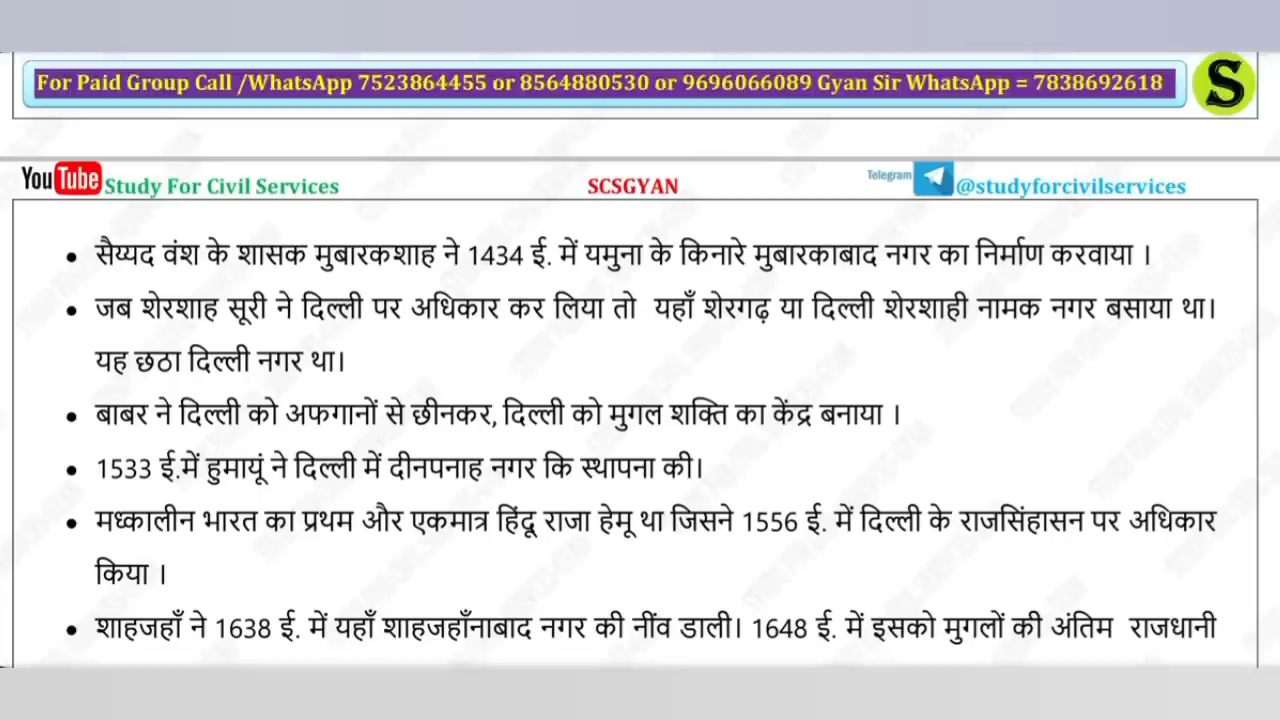 For Paid Group Call /WhatsApp 7523864455 or 8564880530 or 9696066089 Gyan Sir WhatsApp = 7838692618
S
YouTube Study For Civil Services SCSGYAN Telegram @studyforcivilservices
• सैय्यद वंश के शासक मुबारकशाह ने 1434 ई. में यमुना के किनारे मुबारकाबाद नगर का निर्माण करवाया ।
• जब शेरशाह सूरी ने दिल्ली पर अधिकार कर लिया तो यहाँ शेरगढ़ या दिल्ली शेरशाही नामक नगर बसाया था।
यह छठा दिल्ली नगर था।
• बाबर ने दिल्ली को अफगानों से छीनकर, दिल्ली को मुगल शक्ति का केंद्र बनाया ।
• 1533 ई.में हुमायूं ने दिल्ली में दीनपनाह नगर कि स्थापना की।
• मध्कालीन भारत का प्रथम और एकमात्र हिंदू राजा हेमू था जिसने 1556 ई. में दिल्ली के राजसिंहासन पर अधिकार
किया ।
• शाहजहाँ ने 1638 ई. में यहाँ शाहजहाँनाबाद नगर की नींव डाली। 1648 ई. में इसको मुगलों की अंतिम राजधानी